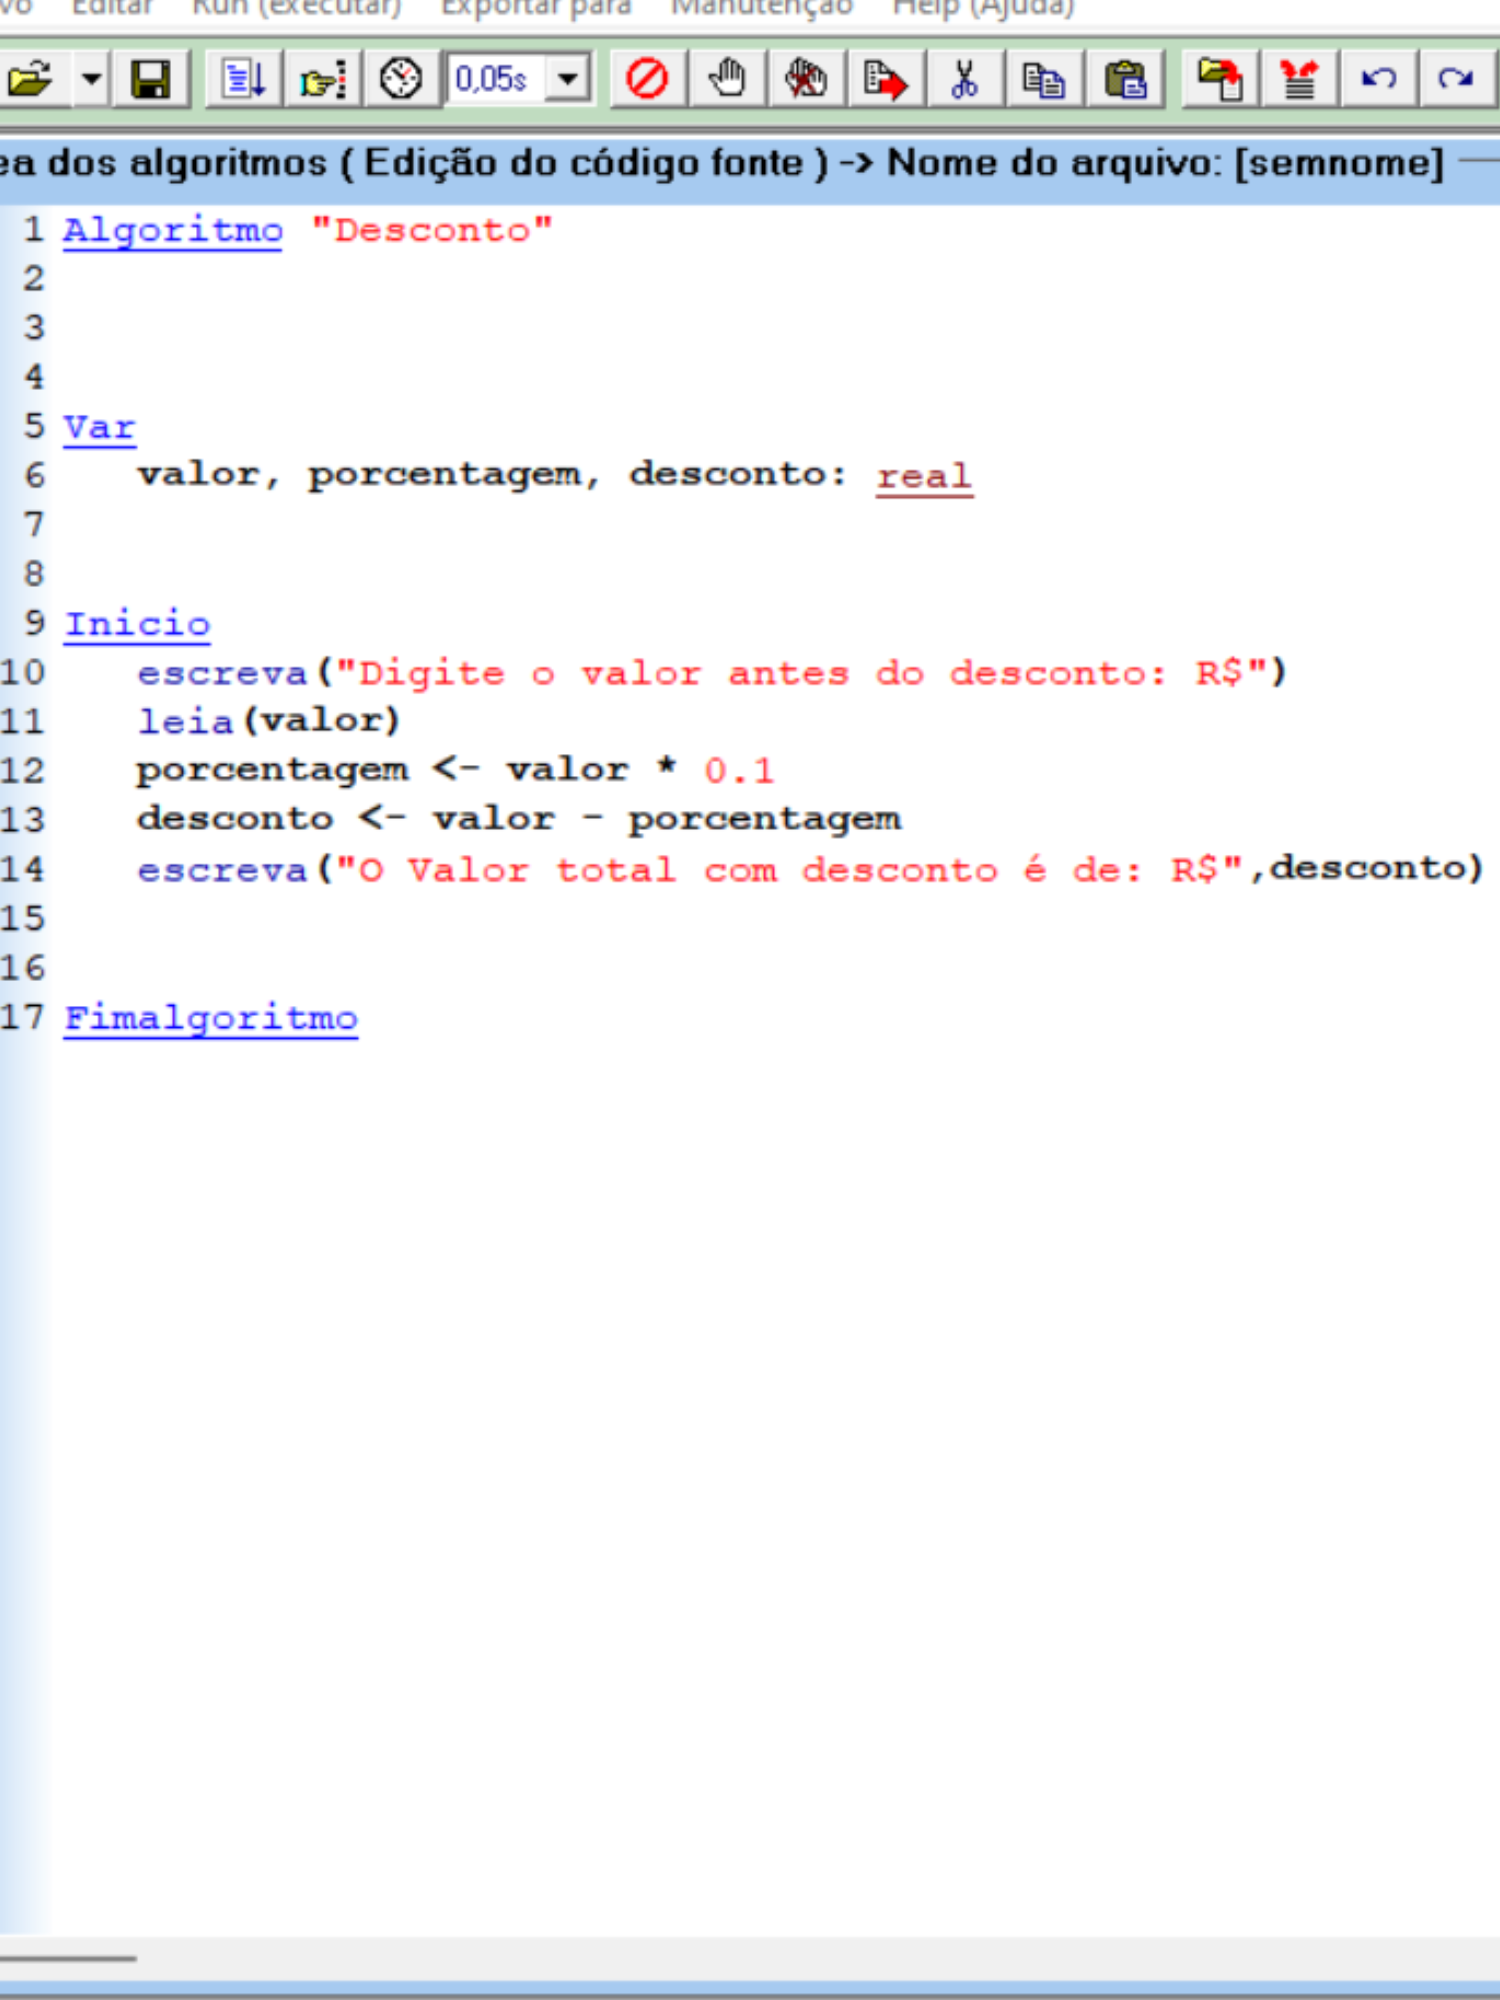 vo Editar Run (executar) Exportar para Manutenção Help (Ajuda)
0,05s
ea dos algoritmos ( Edição do código fonte ) -> Nome do arquivo: [semnome]
1 Algoritmo "Desconto"
2
3
4
5 Var
6 valor, porcentagem, desconto: real
7
8
9 Inicio
10 escreva("Digite o valor antes do desconto: R$")
11 leia(valor)
12 porcentagem <- valor * 0.1
13 desconto <- valor - porcentagem
14 escreva("O Valor total com desconto é de: R$",desconto)
15
16
17 Fimalgoritmo